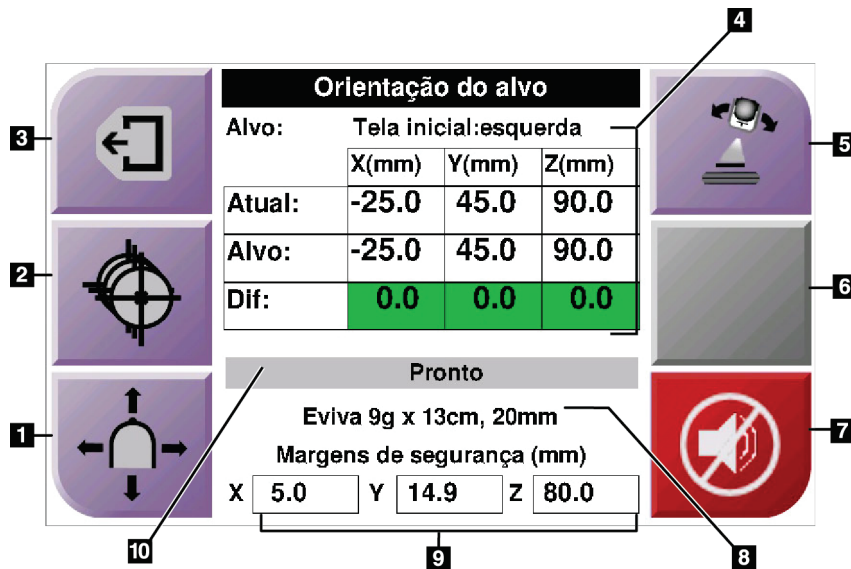 4
Orientação do alvo
Alvo: Tela inicial:esquerda
3
5
X(mm) Y(mm) Z(mm)
Atual: -25.0 45.0 90.0
Alvo: -25.0 45.0 90.0
2
6
Dif: 0.0 0.0 0.0
Pronto
Eviva 9g x 13cm, 20mm
1
7
Margens de segurança (mm)
X 5.0 Y 14.9 Z 80.0
10
9
8